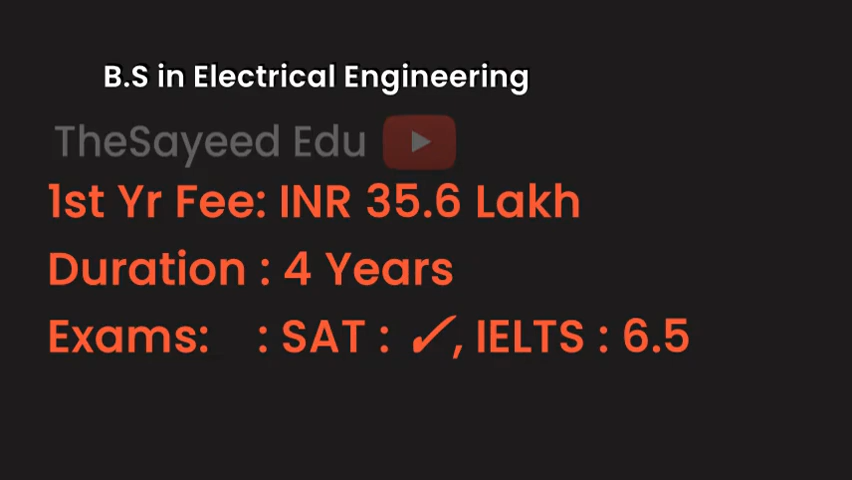 B.S in Electrical Engineering
TheSayeed Edu
1st Yr Fee: INR 35.6 Lakh
Duration : 4 Years
Exams: : SAT : ✓, IELTS : 6.5